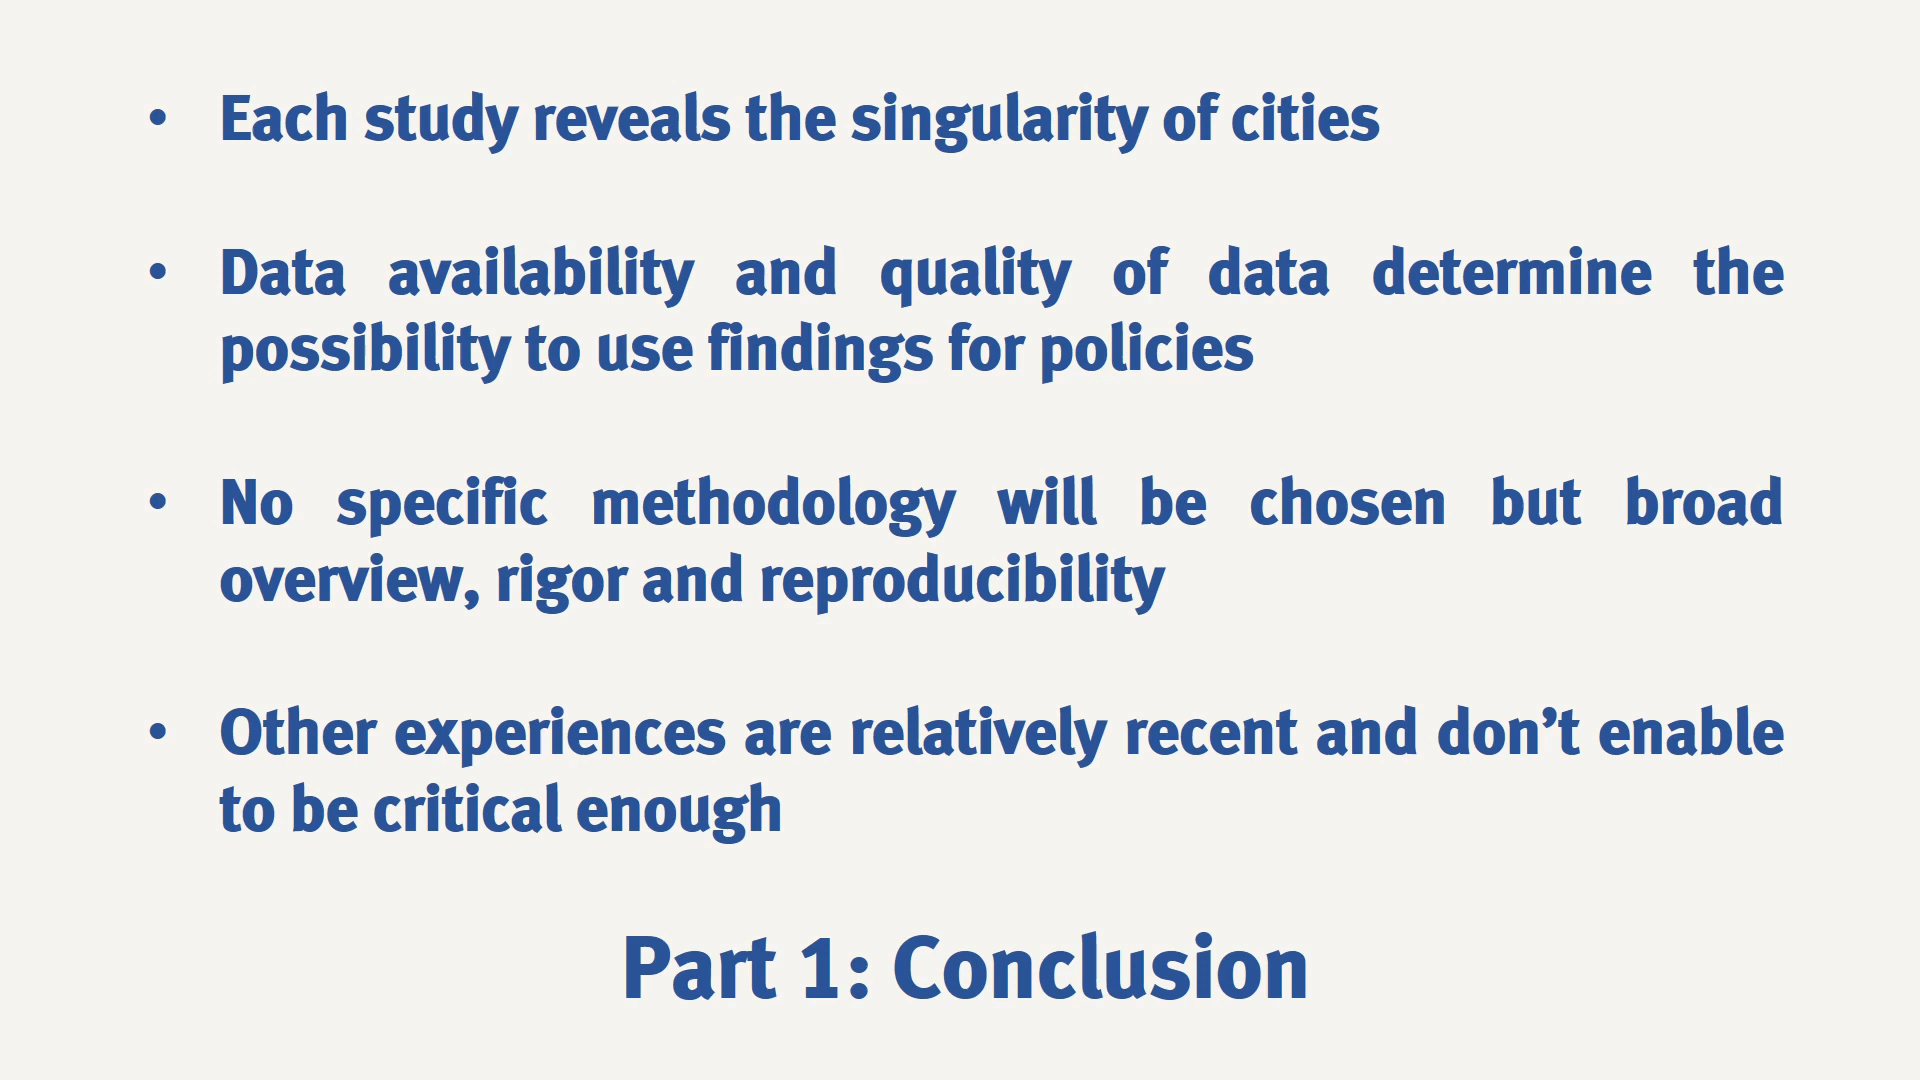 • Each study reveals the singularity of cities
• Data availability and quality of data determine the
possibility to use findings for policies
• No specific methodology will be chosen but broad
overview, rigor and reproducibility
• Other experiences are relatively recent and don’t enable
to be critical enough
Part 1: Conclusion